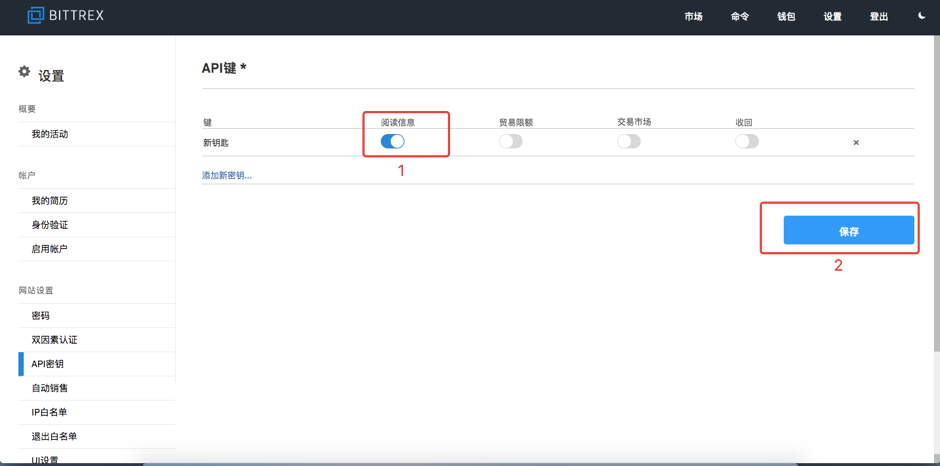 BITTREX 市场 命令 钱包 设置 登出
设置
API键 *
概要
我的活动
键 阅读信息 贸易限额 交易市场 收回
新钥匙 ×
1
帐户
添加新密钥...
我的简历
身份验证
保存
启用帐户
2
网站设置
密码
双因素认证
API密钥
自动销售
IP白名单
退出白名单
UI设置